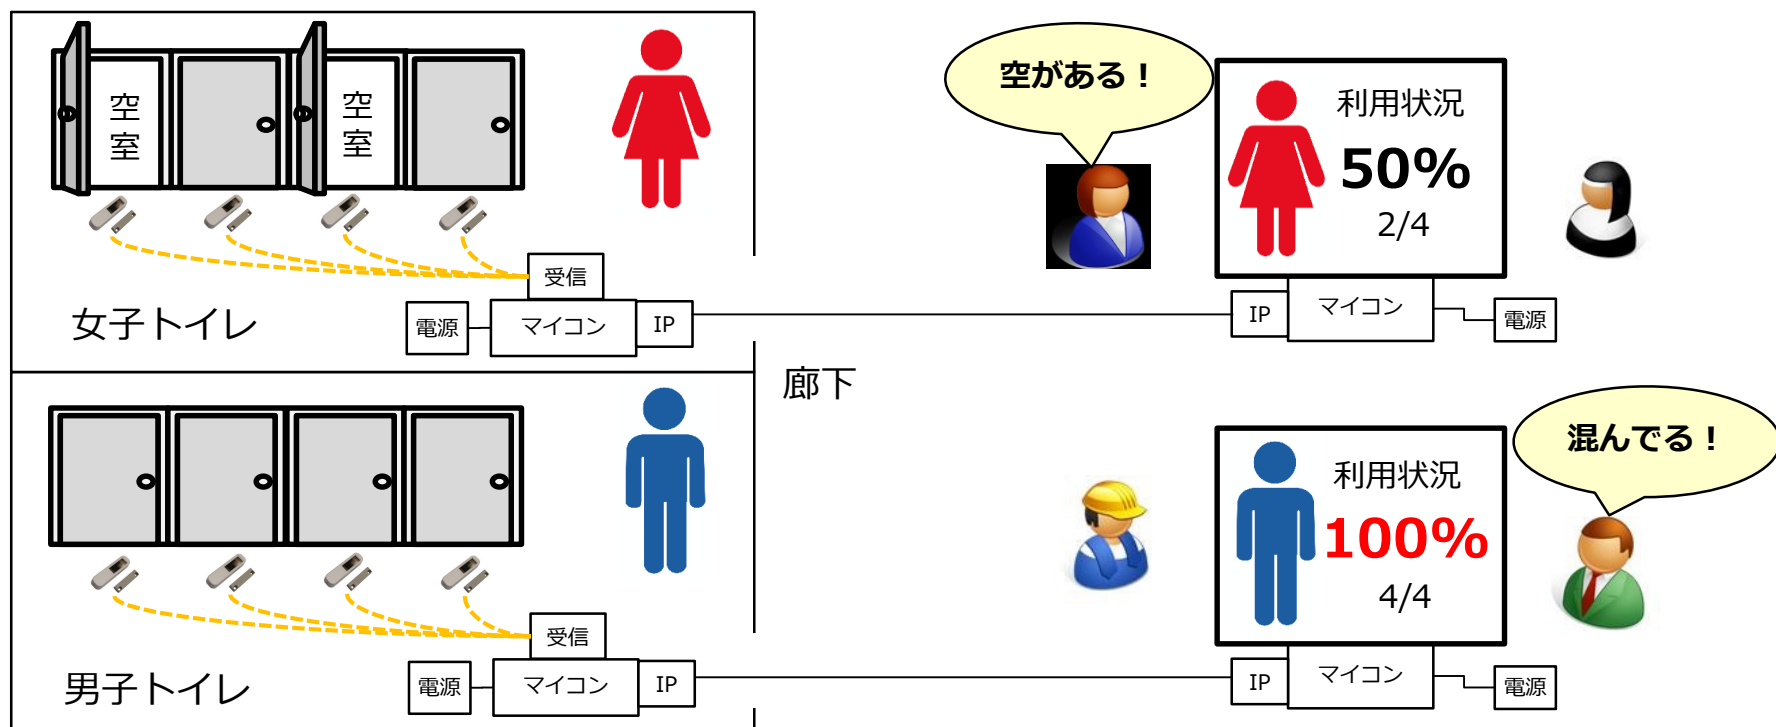 空室
空室
女子トイレ
受信
電源
マイコン
IP
空がある！
利用状況
50%
2/4
IP
マイコン
電源
廊下
男子トイレ
受信
電源
マイコン
IP
混んでる！
利用状況
100%
4/4
IP
マイコン
電源